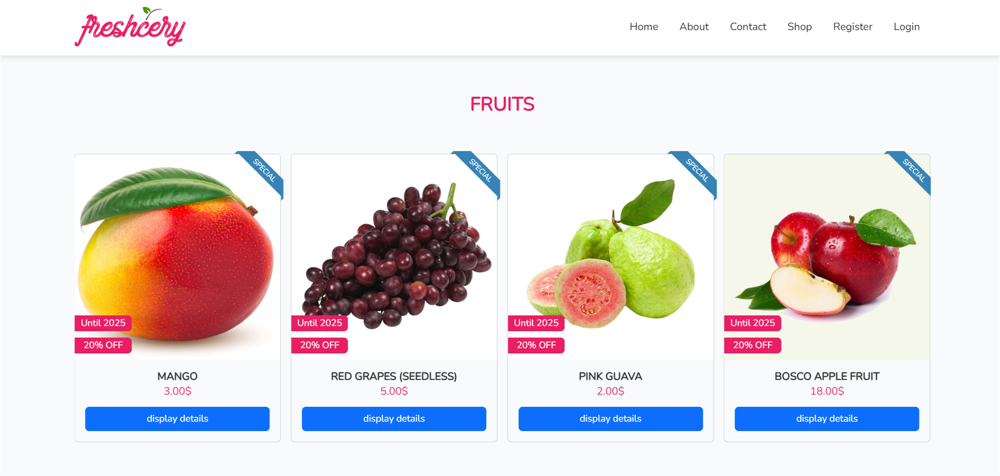 freshcery
Home About Contact Shop Register Login
FRUITS
SPECIAL
Until 2025
20% OFF
MANGO
3.00$
display details
SPECIAL
Until 2025
20% OFF
RED GRAPES (SEEDLESS)
5.00$
display details
SPECIAL
Until 2025
20% OFF
PINK GUAVA
2.00$
display details
SPECIAL
Until 2025
20% OFF
BOSCO APPLE FRUIT
18.00$
display details